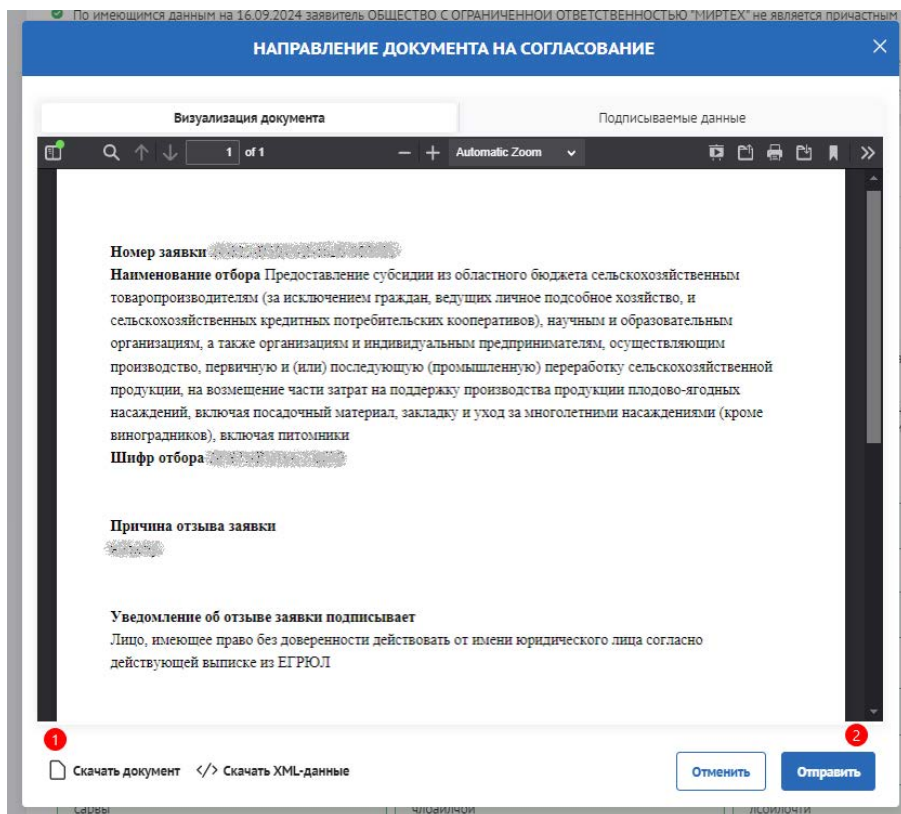 По имеющимся данным на 16.09.2024 заявитель ОБЩЕСТВО С ОГРАНИЧЕННОЙ ОТВЕТСТВЕННОСТЬЮ "МИРТЕХ" не является причастным
НАПРАВЛЕНИЕ ДОКУМЕНТА НА СОГЛАСОВАНИЕ
Визуализация документа Подписываемые данные
1 of 1 Automatic Zoom
Номер заявки
Наименование отбора Предоставление субсидии из областного бюджета сельскохозяйственным
товаропроизводителям (за исключением граждан, ведущих личное подсобное хозяйство, и
сельскохозяйственных кредитных потребительских кооперативов), научным и образовательным
организациям, а также организациям и индивидуальным предпринимателям, осуществляющим
производство, первичную и (или) последующую (промышленную) переработку сельскохозяйственной
продукции, на возмещение части затрат на поддержку производства продукции плодово-ягодных
насаждений, включая посадочный материал, закладку и уход за многолетними насаждениями (кроме
виноградников), включая питомники
Шифр отбора
Причина отзыва заявки
Уведомление об отзыве заявки подписывает
Лицо, имеющее право без доверенности действовать от имени юридического лица согласно
действующей выписке из ЕГРЮЛ
1 2
Скачать документ </> Скачать XML-данные Отменить Отправить